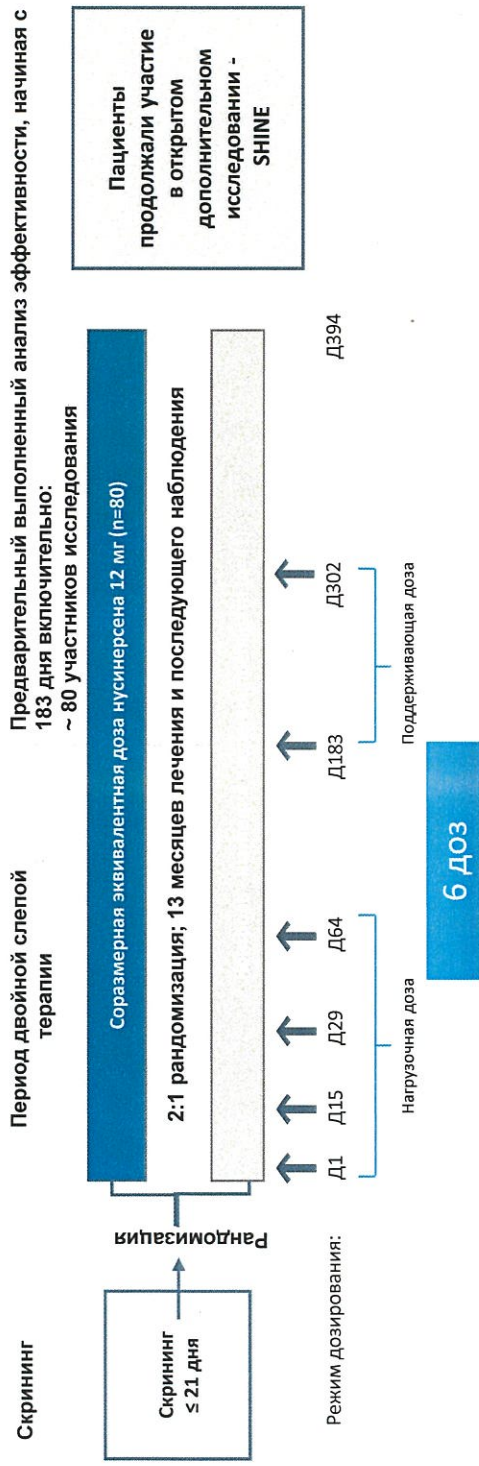 Скрининг
Период двойной слепой
терапии
Предварительный выполненный анализ эффективности, начиная с
183 дня включительно:
~ 80 участников исследования
Скрининг
≤ 21 дня
Рандомизация
Соразмерная эквивалентная доза нусинерсена 12 мг (n=80)
2:1 рандомизация; 13 месяцев лечения и последующего наблюдения
Пациенты
продолжали участие
в открытом
дополнительном
исследовании -
SHINE
Режим дозирования:
Д1
Д15
Д29
Д64
Д183
Д302
Д394
Нагрузочная доза
Поддерживающая доза
6 доз